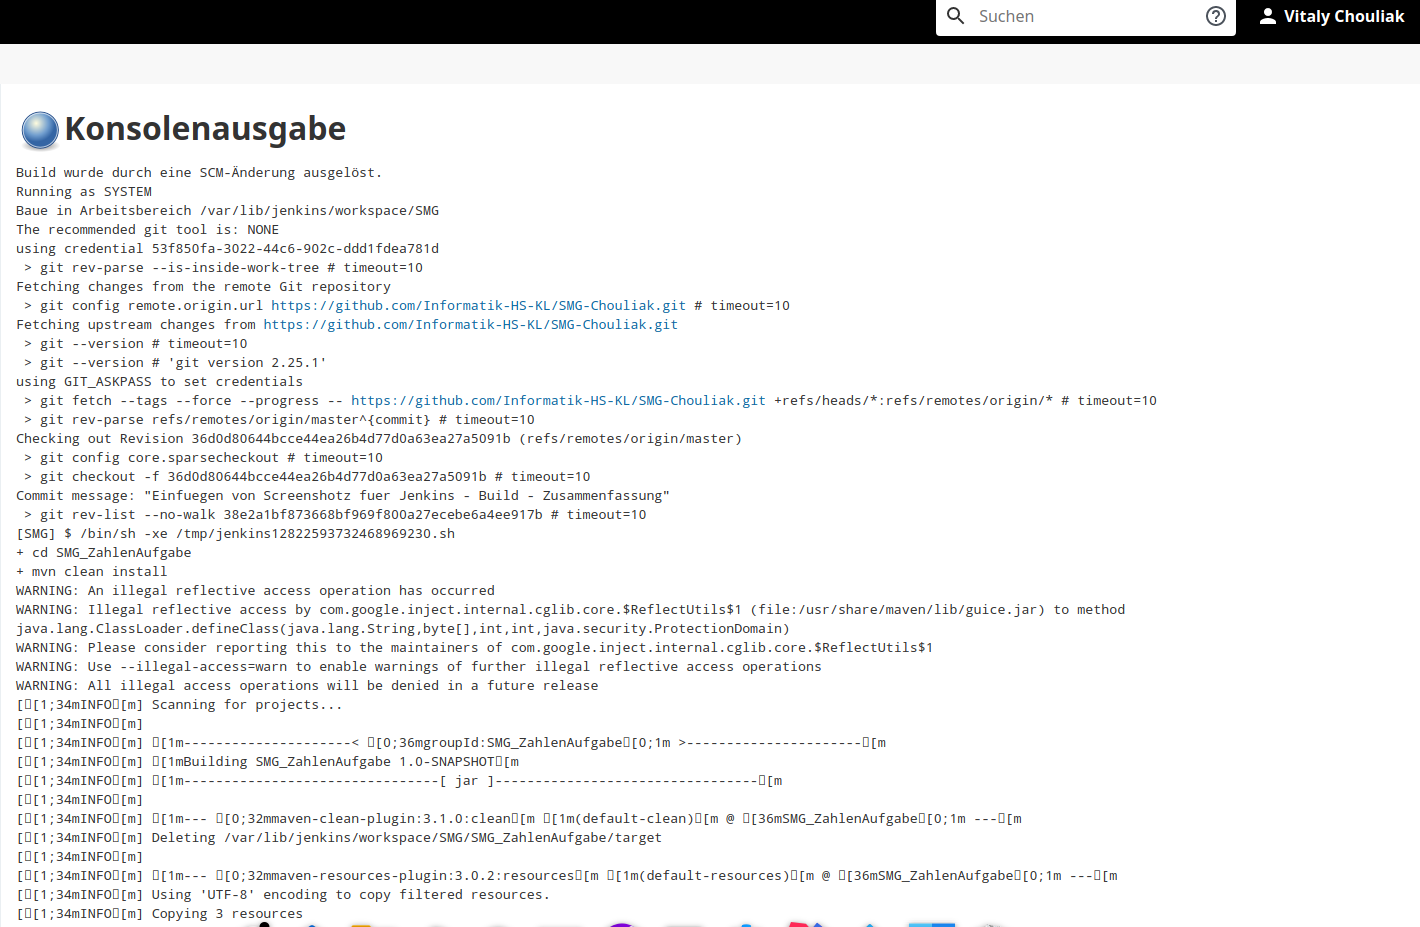 Suchen
Vitaly Chouliak
Konsolenausgabe
Build wurde durch eine SCM-Änderung ausgelöst.
Running as SYSTEM
Baue in Arbeitsbereich /var/lib/jenkins/workspace/SMG
The recommended git tool is: NONE
using credential 53f850fa-3022-44c6-902c-ddd1fdea781d
 > git rev-parse --is-inside-work-tree # timeout=10
Fetching changes from the remote Git repository
 > git config remote.origin.url https://github.com/Informatik-HS-KL/SMG-Chouliak.git # timeout=10
Fetching upstream changes from https://github.com/Informatik-HS-KL/SMG-Chouliak.git
 > git --version # timeout=10
 > git --version # 'git version 2.25.1'
using GIT_ASKPASS to set credentials
 > git fetch --tags --force --progress -- https://github.com/Informatik-HS-KL/SMG-Chouliak.git +refs/heads/*:refs/remotes/origin/* # timeout=10
 > git rev-parse refs/remotes/origin/master^{commit} # timeout=10
Checking out Revision 36d0d80644bcce44ea26b4d77d0a63ea27a5091b (refs/remotes/origin/master)
 > git config core.sparsecheckout # timeout=10
 > git checkout -f 36d0d80644bcce44ea26b4d77d0a63ea27a5091b # timeout=10
Commit message: "Einfuegen von Screenshotz fuer Jenkins - Build - Zusammenfassung"
 > git rev-list --no-walk 38e2a1bf873668bf969f800a27ecebe6a4ee917b # timeout=10
[SMG] $ /bin/sh -xe /tmp/jenkins12822593732468969230.sh
+ cd SMG_ZahlenAufgabe
+ mvn clean install
WARNING: An illegal reflective access operation has occurred
WARNING: Illegal reflective access by com.google.inject.internal.cglib.core.$ReflectUtils$1 (file:/usr/share/maven/lib/guice.jar) to method
java.lang.ClassLoader.defineClass(java.lang.String,byte[],int,int,java.security.ProtectionDomain)
WARNING: Please consider reporting this to the maintainers of com.google.inject.internal.cglib.core.$ReflectUtils$1
WARNING: Use --illegal-access=warn to enable warnings of further illegal reflective access operations
WARNING: All illegal access operations will be denied in a future release
[▯[1;34mINFO▯[m] Scanning for projects...
[▯[1;34mINFO▯[m]
[▯[1;34mINFO▯[m] ▯[1m---------------------< ▯[0;36mgroupId:SMG_ZahlenAufgabe▯[0;1m >----------------------▯[m
[▯[1;34mINFO▯[m] ▯[1mBuilding SMG_ZahlenAufgabe 1.0-SNAPSHOT▯[m
[▯[1;34mINFO▯[m] ▯[1m--------------------------------[ jar ]---------------------------------▯[m
[▯[1;34mINFO▯[m]
[▯[1;34mINFO▯[m] ▯[1m--- ▯[0;32mmaven-clean-plugin:3.1.0:clean▯[m ▯[1m(default-clean)▯[m @ ▯[36mSMG_ZahlenAufgabe▯[0;1m ---▯[m
[▯[1;34mINFO▯[m] Deleting /var/lib/jenkins/workspace/SMG/SMG_ZahlenAufgabe/target
[▯[1;34mINFO▯[m]
[▯[1;34mINFO▯[m] ▯[1m--- ▯[0;32mmaven-resources-plugin:3.0.2:resources▯[m ▯[1m(default-resources)▯[m @ ▯[36mSMG_ZahlenAufgabe▯[0;1m ---▯[m
[▯[1;34mINFO▯[m] Using 'UTF-8' encoding to copy filtered resources.
[▯[1;34mINFO▯[m] Copying 3 resources